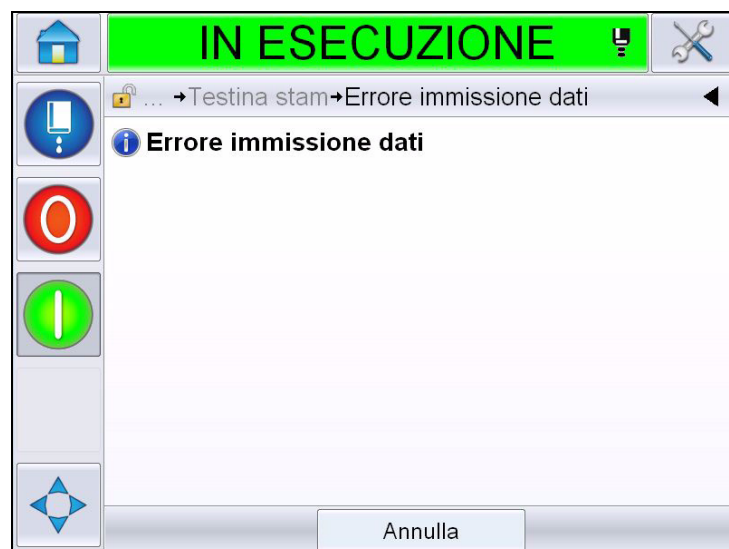 IN ESECUZIONE
... →Testina stam→Errore immissione dati
Errore immissione dati
Annulla